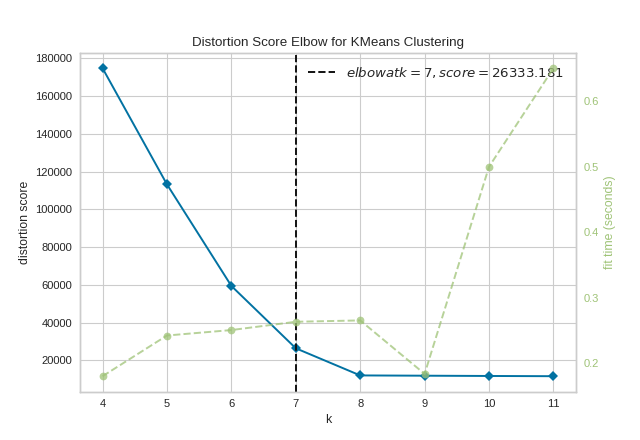 Distortion Score Elbow for KMeans Clustering
elbowatk = 7, score = 26333.181
180000
160000
140000
120000
100000
80000
60000
40000
20000
distortion score
0.6
0.5
0.4
0.3
0.2
fit time (seconds)
4 5 6 7 8 9 10 11
k